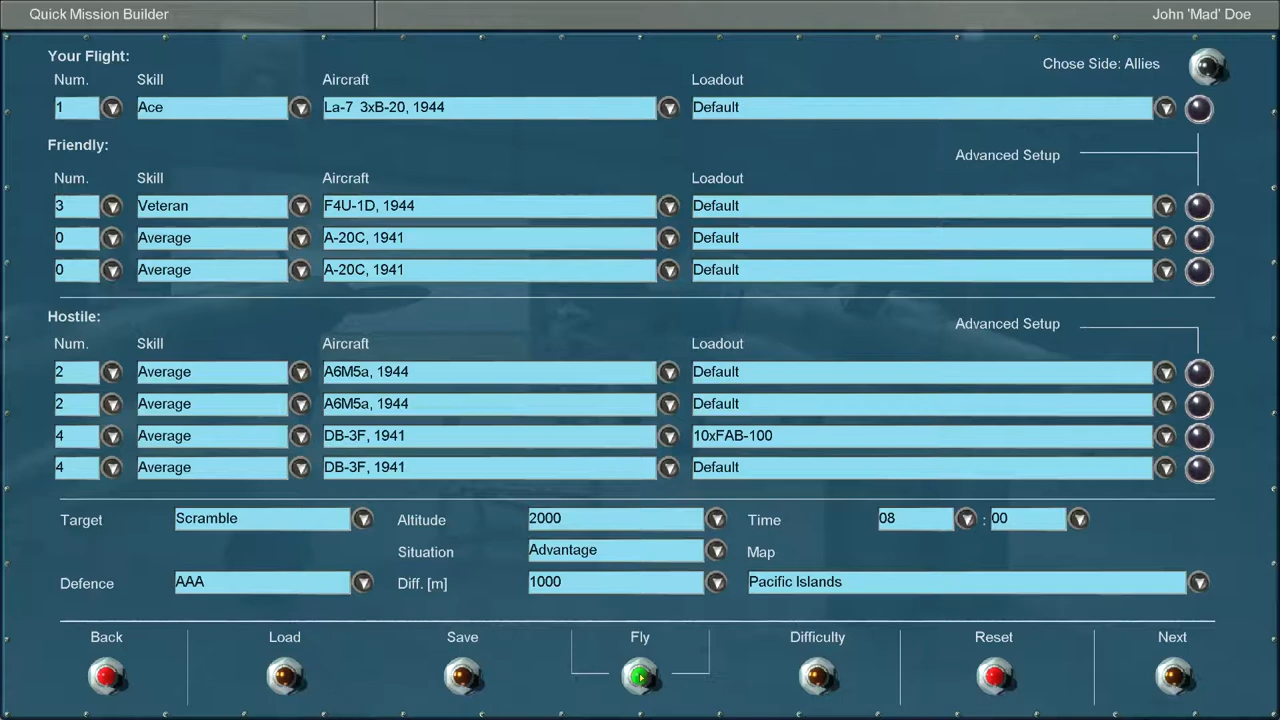 Quick Mission Builder John 'Mad' Doe
Your Flight:
Chose Side: Allies
Num. Skill Aircraft Loadout
1 Ace La-7 3xB-20, 1944 Default
Friendly:
Advanced Setup
Num. Skill Aircraft Loadout
3 Veteran F4U-1D, 1944 Default
0 Average A-20C, 1941 Default
0 Average A-20C, 1941 Default
Hostile:
Advanced Setup
Num. Skill Aircraft Loadout
2 Average A6M5a, 1944 Default
2 Average A6M5a, 1944 Default
4 Average DB-3F, 1941 10xFAB-100
4 Average DB-3F, 1941 Default
Target Scramble Altitude 2000 Time 08 : 00
Situation Advantage Map
Defence AAA Diff. [m] 1000 Pacific Islands
Back Load Save Fly Difficulty Reset Next